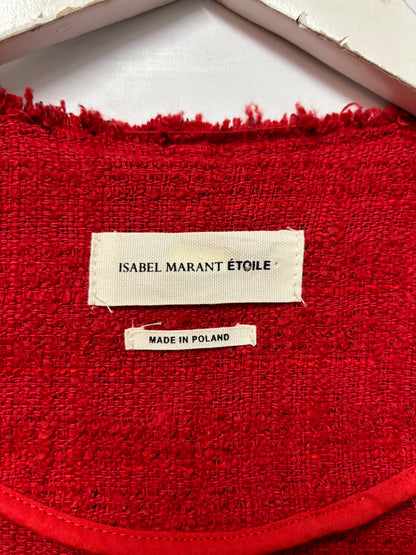 ISABEL MARANT ÉTOILE
MADE IN POLAND